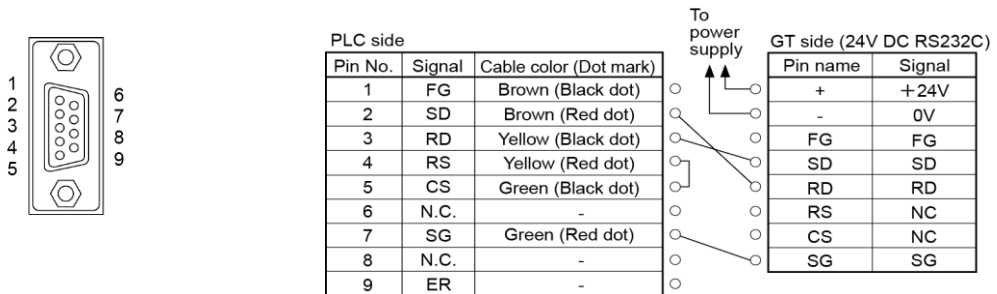 To
power
supply
PLC side
GT side (24V DC RS232C)
Pin No. Signal Cable color (Dot mark)
Pin name Signal
1 FG Brown (Black dot)
+ +24V
2 SD Brown (Red dot)
- 0V
3 RD Yellow (Black dot)
FG FG
4 RS Yellow (Red dot)
SD SD
5 CS Green (Black dot)
RD RD
6 N.C. -
RS NC
7 SG Green (Red dot)
CS NC
8 N.C. -
SG SG
9 ER -
1
2
3
4
5
6
7
8
9